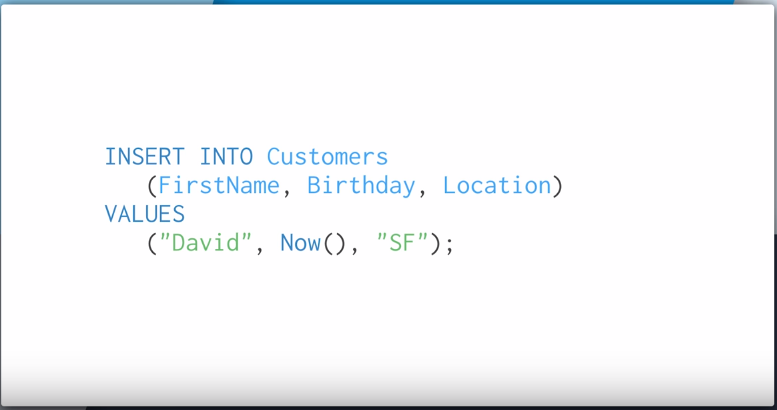 INSERT INTO Customers
(FirstName, Birthday, Location)
VALUES
("David", Now(), "SF");